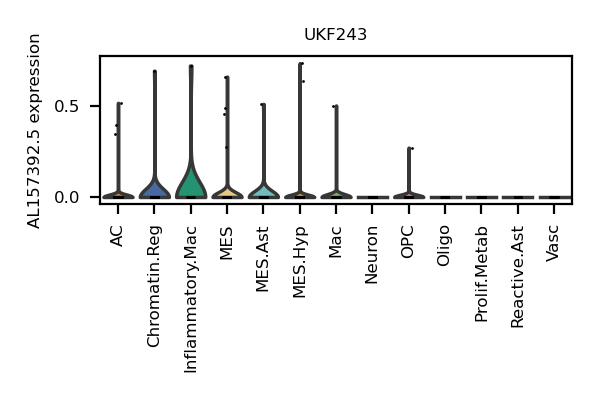 UKF243
AL157392.5 expression
0.5
0.0
AC
Chromatin.Reg
Inflammatory.Mac
MES
MES.Ast
MES.Hyp
Mac
Neuron
OPC
Oligo
Prolif.Metab
Reactive.Ast
Vasc